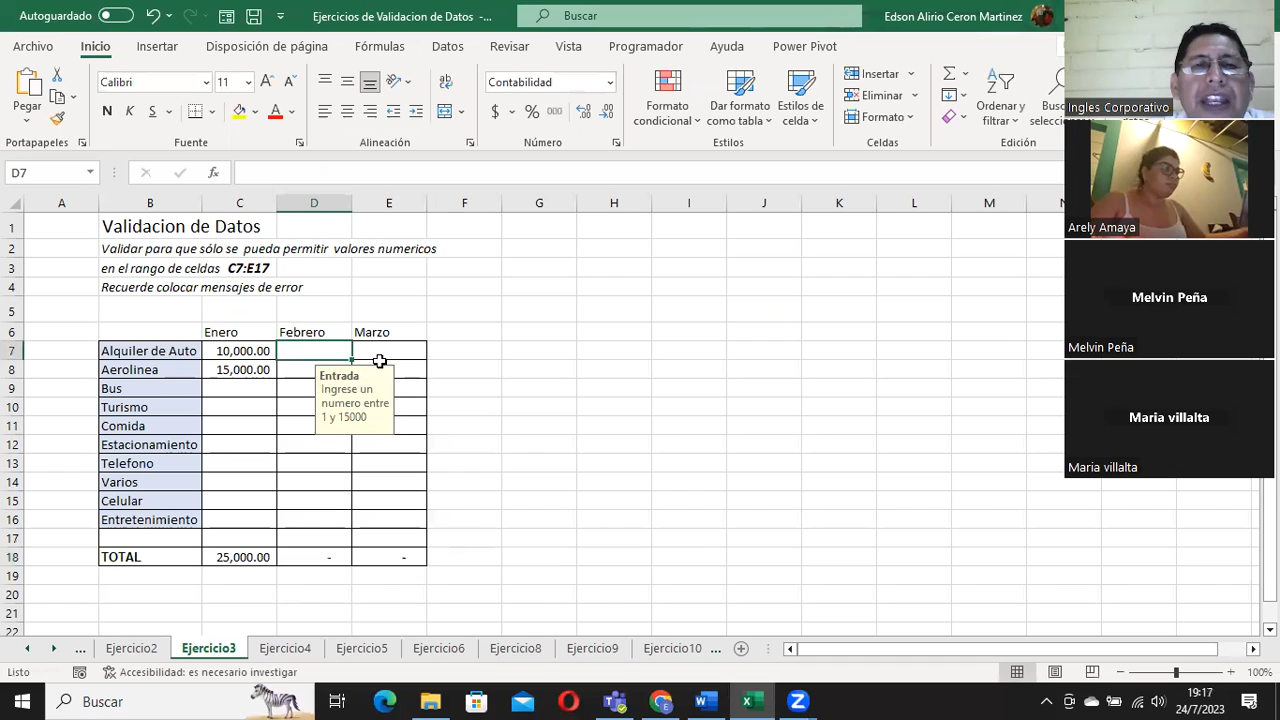 Autoguardado
Ejercicios de Validacion de Datos -...
Buscar
Edson Alirio Ceron Martinez
Archivo Inicio Insertar Disposición de página Fórmulas Datos Revisar Vista Programador Ayuda Power Pivot
Pegar
Calibri 11
N K S
Contabilidad
$ % 000
Formato condicional
Dar formato como tabla
Estilos de celda
Insertar
Eliminar
Formato
Ordenar y filtrar
Portapapeles Fuente Alineación Número Estilos Celdas Edición
D7
fx
A B C D E F G H I J K L M
1 Validacion de Datos
2 Validar para que sólo se pueda permitir valores numericos
3 en el rango de celdas C7:E17
4 Recuerde colocar mensajes de error
5
6 Enero Febrero Marzo
7 Alquiler de Auto 10,000.00
8 Aerolinea 15,000.00
9 Bus
10 Turismo
11 Comida
12 Estacionamiento
13 Telefono
14 Varios
15 Celular
16 Entretenimiento
17
18 TOTAL 25,000.00 - -
19
20
21
22
Entrada
Ingrese un
numero entre
1 y 15000
... Ejercicio2 Ejercicio3 Ejercicio4 Ejercicio5 Ejercicio6 Ejercicio8 Ejercicio9 Ejercicio10 ...
Listo Accesibilidad: es necesario investigar 100%
Buscar
19:17
24/7/2023
Ingles Corporativo
Arely Amaya
Melvin Peña
Melvin Peña
Maria villalta
Maria villalta